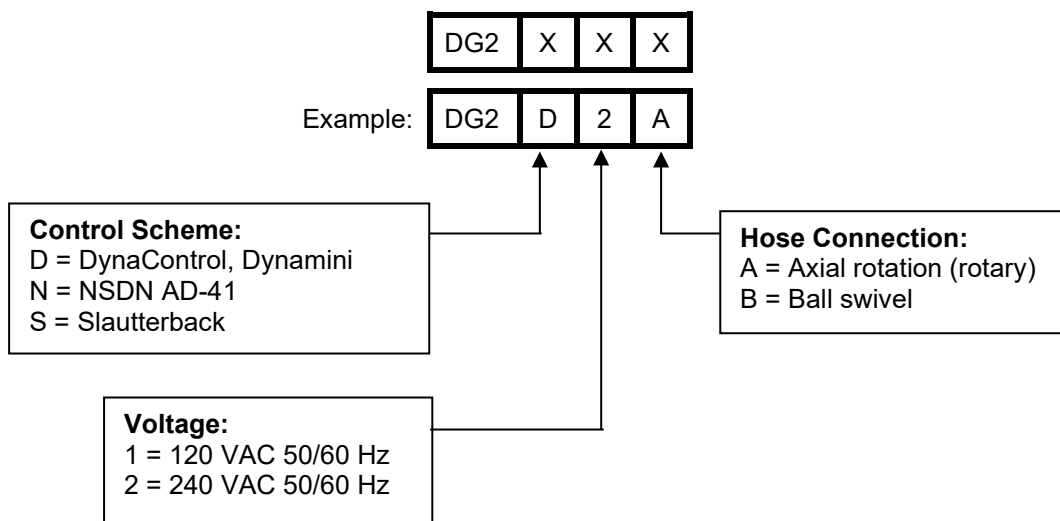 DG2 X X X
Example: DG2 D 2 A
Control Scheme:
D = DynaControl, Dynamini
N = NSDN AD-41
S = Slautterback
Hose Connection:
A = Axial rotation (rotary)
B = Ball swivel
Voltage:
1 = 120 VAC 50/60 Hz
2 = 240 VAC 50/60 Hz